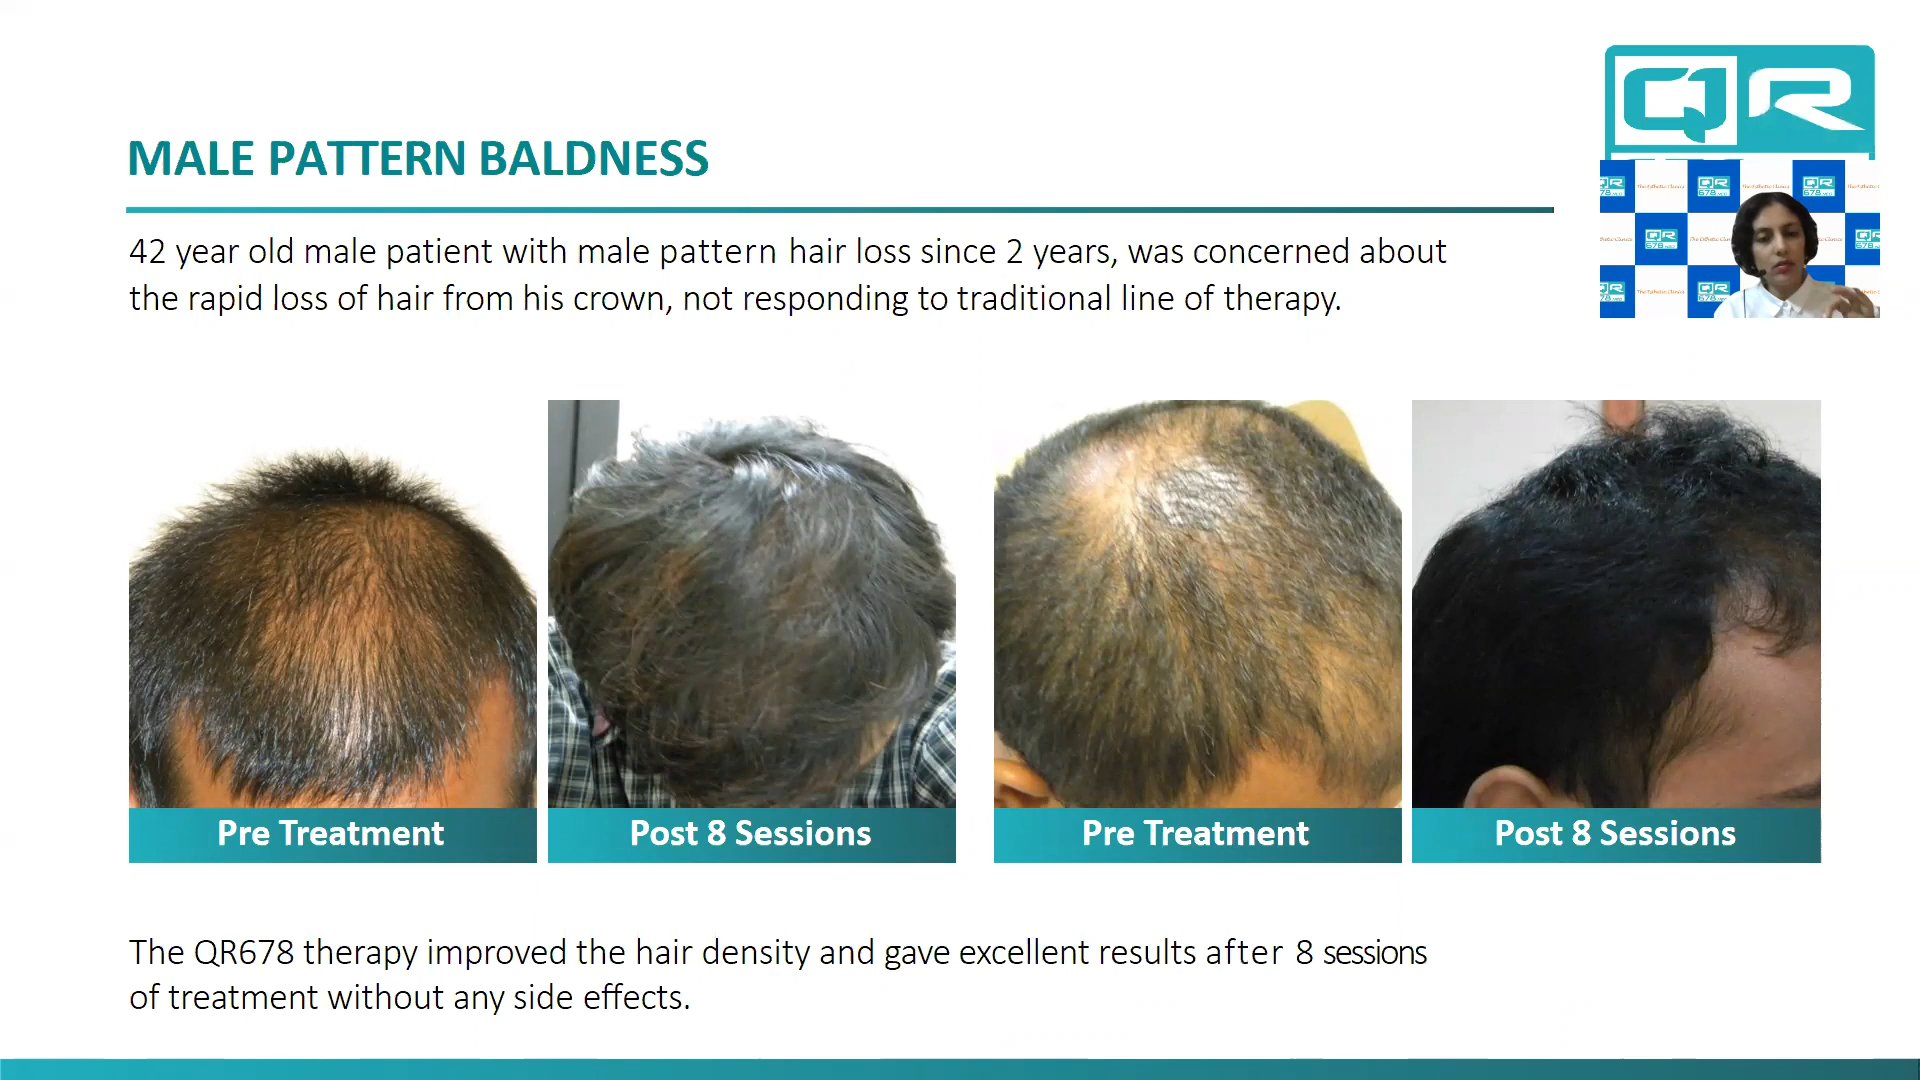 QR
MALE PATTERN BALDNESS
42 year old male patient with male pattern hair loss since 2 years, was concerned about
the rapid loss of hair from his crown, not responding to traditional line of therapy.
Pre Treatment
Post 8 Sessions
Pre Treatment
Post 8 Sessions
The QR678 therapy improved the hair density and gave excellent results after 8 sessions
of treatment without any side effects.